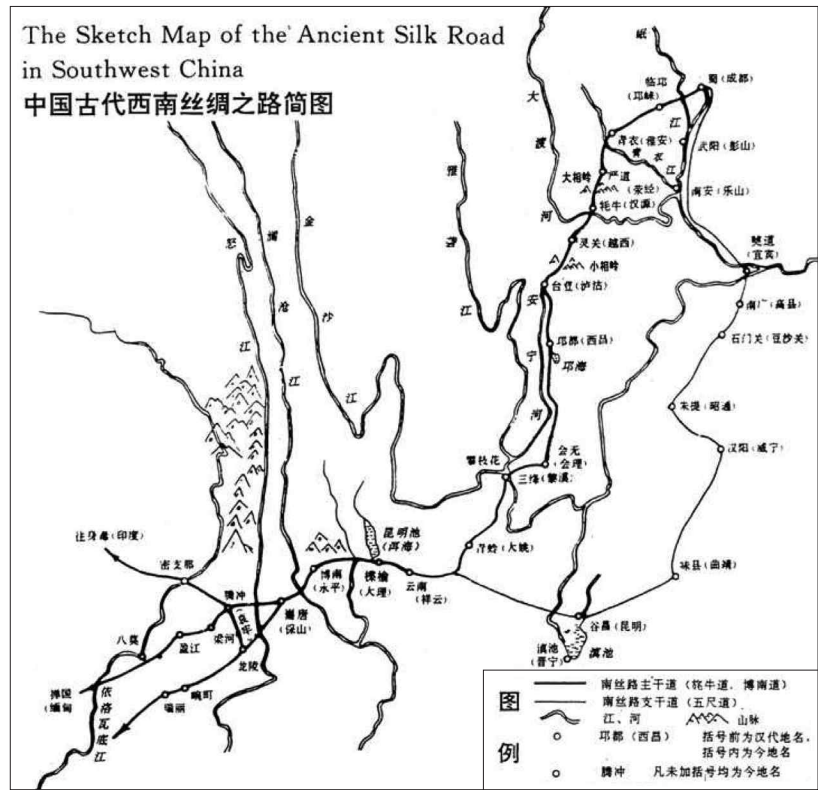 The Sketch Map of the Ancient Silk Road
in Southwest China
中国古代西南丝绸之路简图
岷
江
大
渡
河
雅
砻
江
金
沙
江
澜
沧
江
怒
江
安
宁
河
青
衣
江
蜀(成都)
临邛
(邛崃)
青衣(雅安)
武阳(彭山)
大相岭
严道
(荥经)
南安(乐山)
牦牛(汉源)
灵关(越西)
小相岭
僰道
(宜宾)
台登(泸沽)
南广(高县)
石门关(豆沙关)
邛都(西昌)
邛海
朱提(昭通)
汉阳(威宁)
会无
(会理)
攀枝花
三绛(黎溪)
昆明池
(洱海)
青蛉(大姚)
味县(曲靖)
往身毒(印度)
密支那
博南
(永平)
楪榆
(大理)
云南
(祥云)
腾冲
嶲唐
(保山)
谷昌(昆明)
滇池
(晋宁)
滇池
八莫
盈江
梁河
龙陵
掸国
(缅甸)
瑞丽
畹町
依洛瓦底江
图例
南丝路主干道(牦牛道、博南道)
南丝路支干道(五尺道)
江、河
山脉
邛都(西昌) 括号前为汉代地名,
括号内为今地名
腾冲 凡未加括号均为今地名